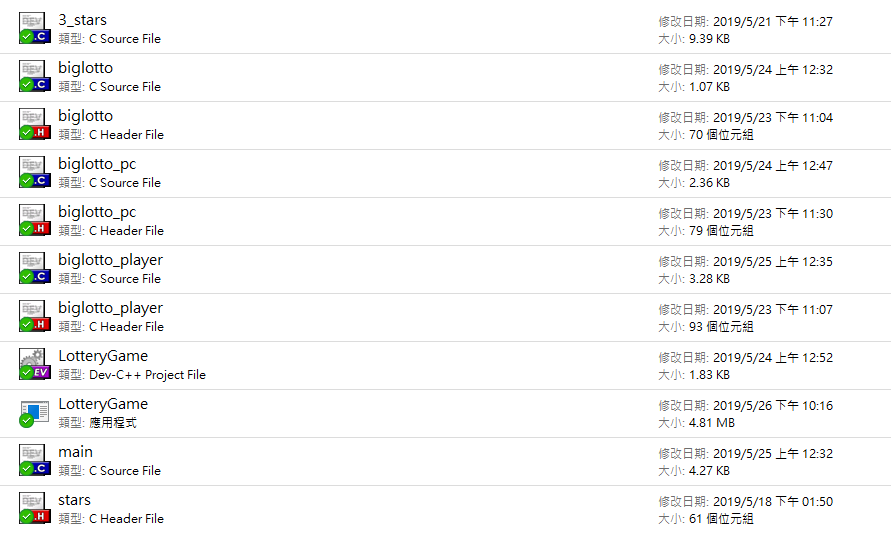 3_stars
修改日期: 2019/5/21 下午 11:27
類型: C Source File
大小: 9.39 KB
biglotto
修改日期: 2019/5/24 上午 12:32
類型: C Source File
大小: 1.07 KB
biglotto
修改日期: 2019/5/23 下午 11:04
類型: C Header File
大小: 70 個位元組
biglotto_pc
修改日期: 2019/5/24 上午 12:47
類型: C Source File
大小: 2.36 KB
biglotto_pc
修改日期: 2019/5/23 下午 11:30
類型: C Header File
大小: 79 個位元組
biglotto_player
修改日期: 2019/5/25 上午 12:35
類型: C Source File
大小: 3.28 KB
biglotto_player
修改日期: 2019/5/23 下午 11:07
類型: C Header File
大小: 93 個位元組
LotteryGame
修改日期: 2019/5/24 上午 12:52
類型: Dev-C++ Project File
大小: 1.83 KB
LotteryGame
修改日期: 2019/5/26 下午 10:16
類型: 應用程式
大小: 4.81 MB
main
修改日期: 2019/5/25 上午 12:32
類型: C Source File
大小: 4.27 KB
stars
修改日期: 2019/5/18 下午 01:50
類型: C Header File
大小: 61 個位元組